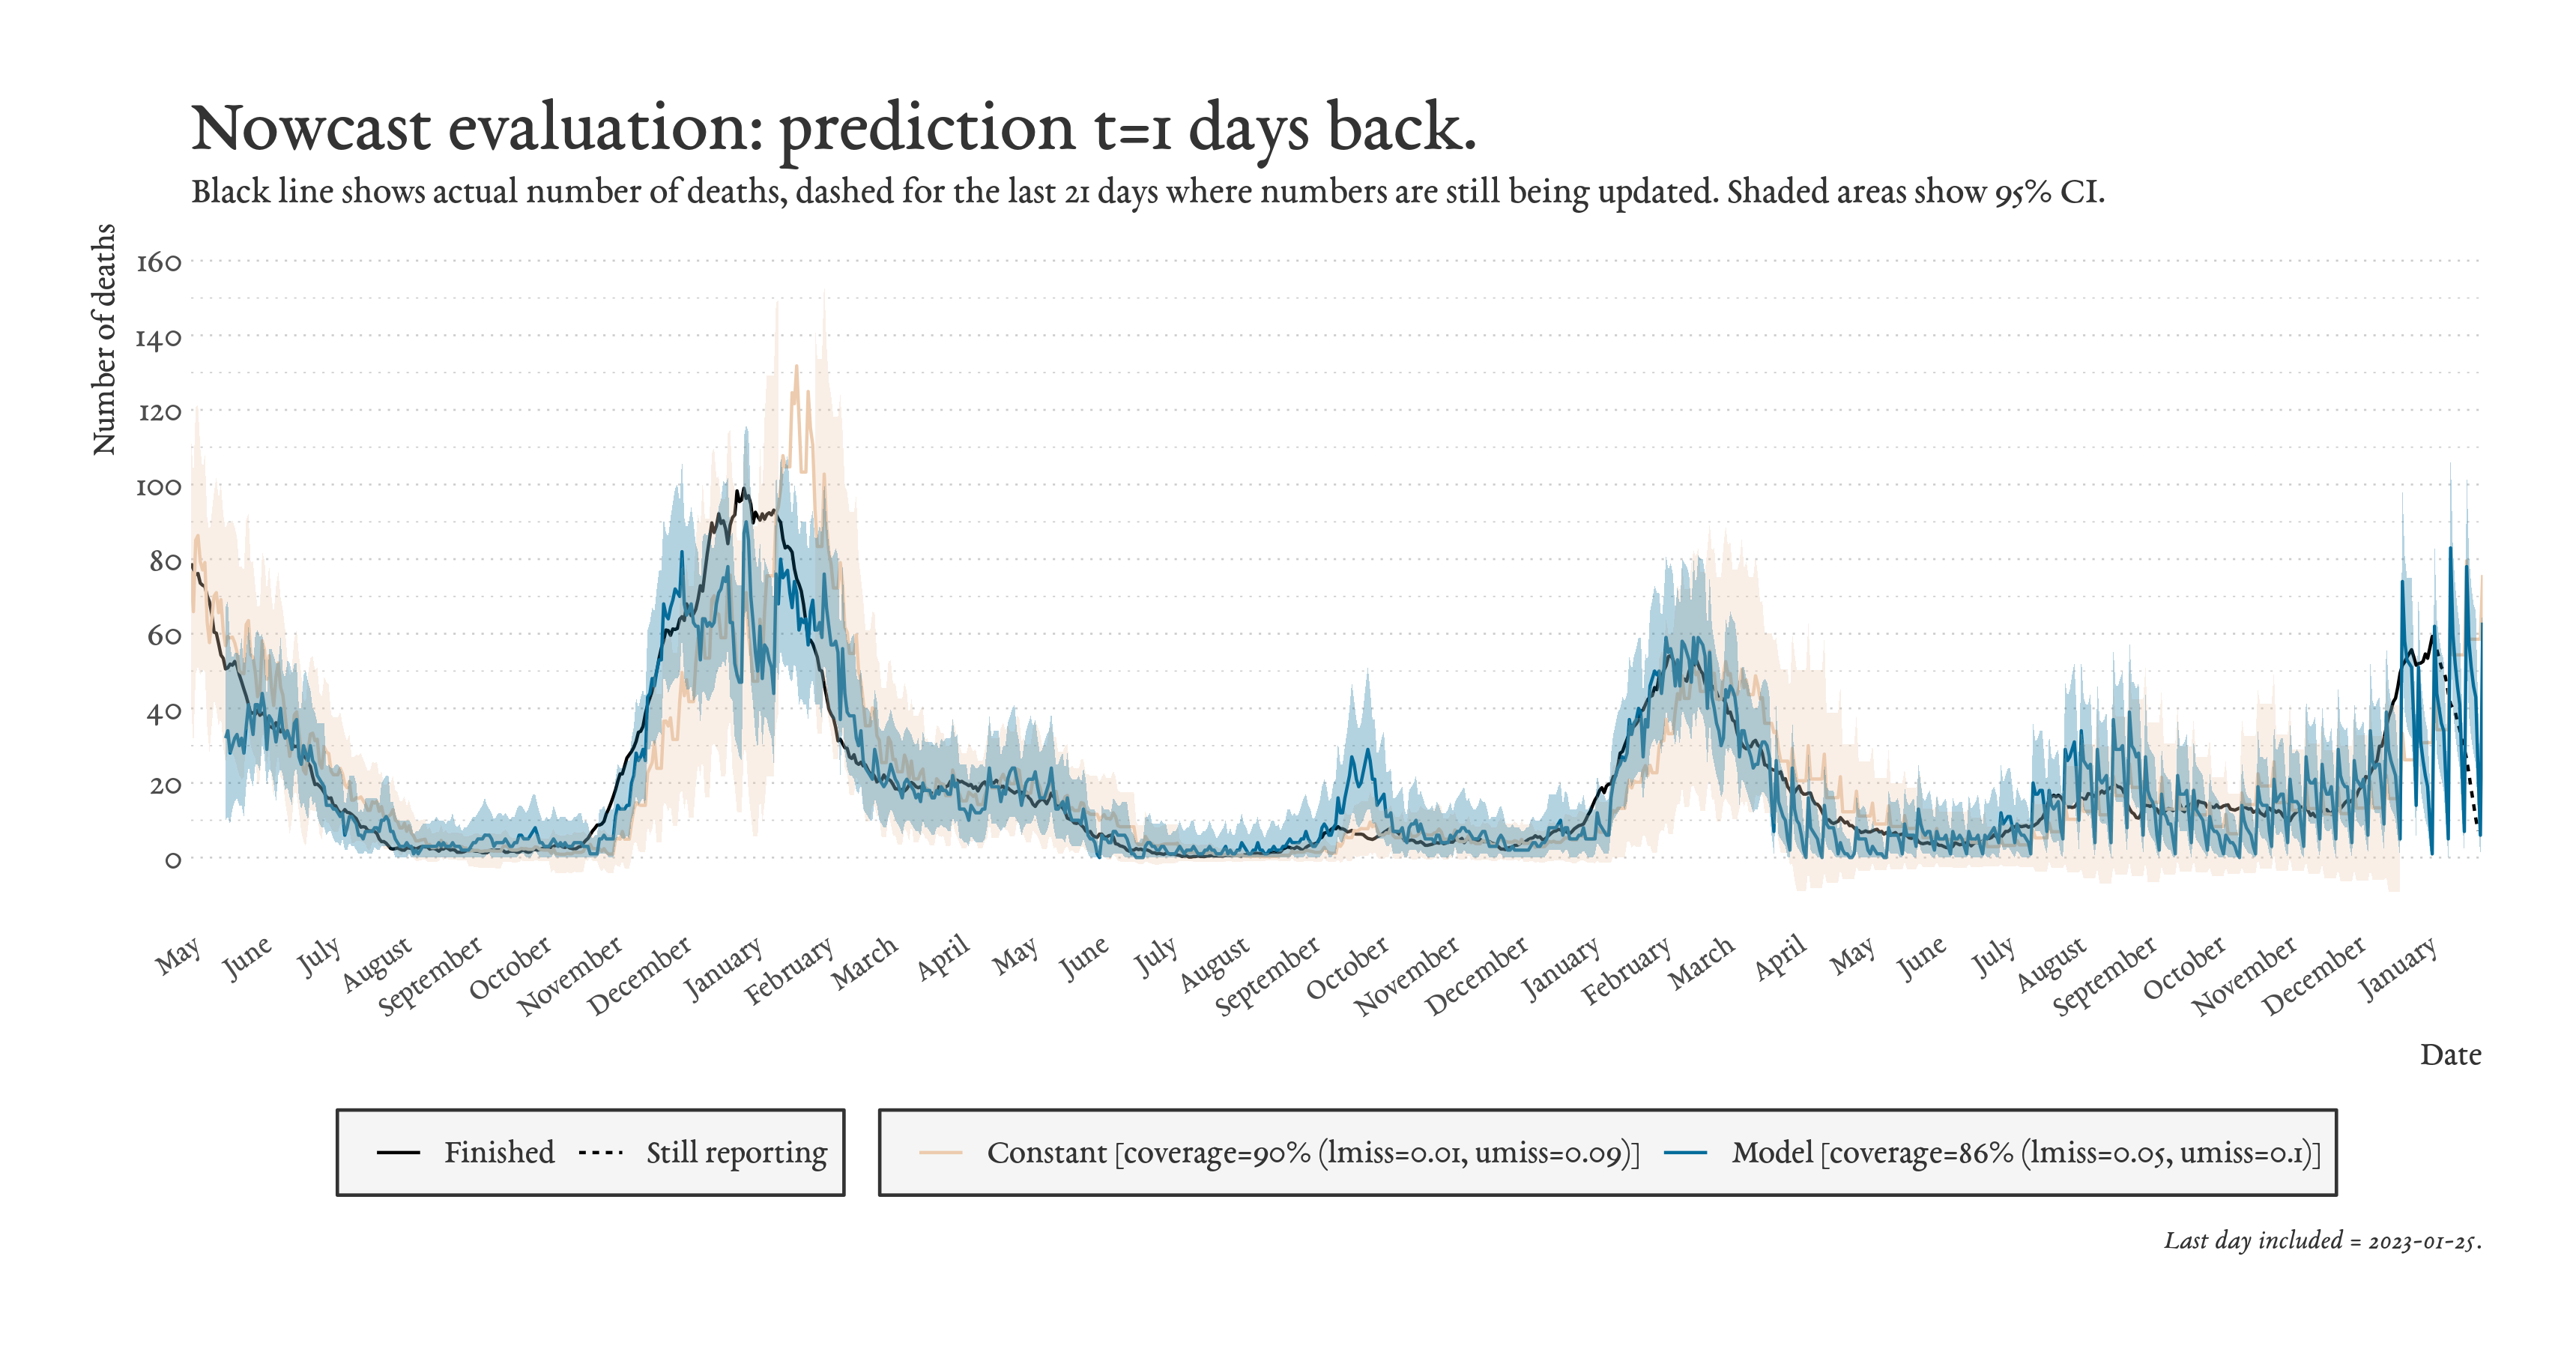 Nowcast evaluation: prediction t=1 days back.
Black line shows actual number of deaths, dashed for the last 21 days where numbers are still being updated. Shaded areas show 95% CI.
Number of deaths
160
140
120
100
80
60
40
20
0
May
June
July
August
September
October
November
December
January
February
March
April
May
June
July
August
September
October
November
December
January
February
March
April
May
June
July
August
September
October
November
December
January
Date
Finished
Still reporting
Constant [coverage=90% (lmiss=0.01, umiss=0.09)]
Model [coverage=86% (lmiss=0.05, umiss=0.1)]
Last day included = 2023-01-25.